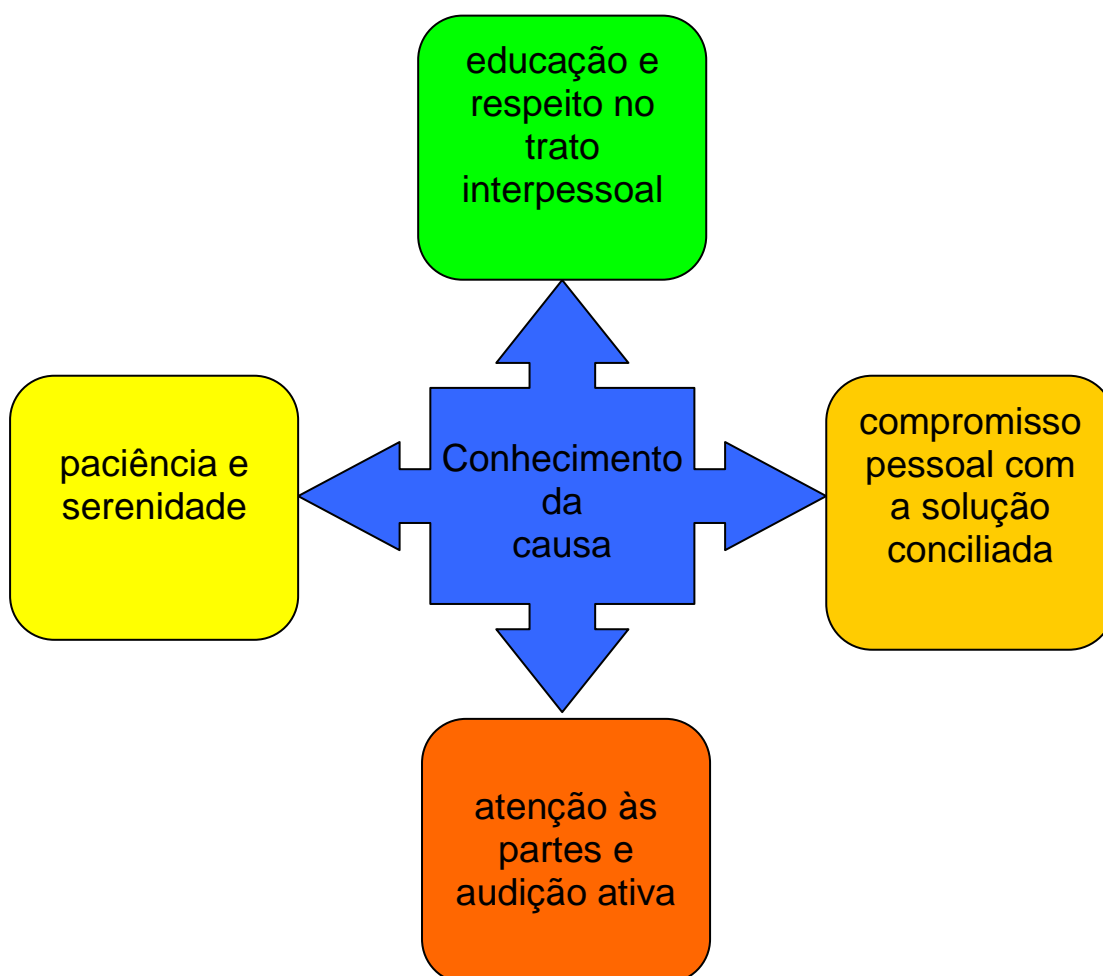 educação e
respeito no
trato
interpessoal
paciência e
serenidade
Conhecimento
da
causa
compromisso
pessoal com
a solução
conciliada
atenção às
partes e
audição ativa